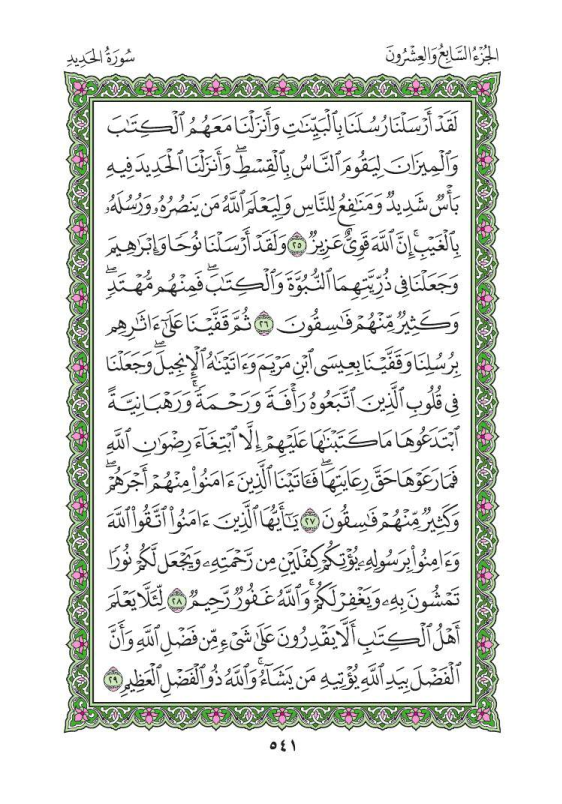 الجُزْءُ السَّابِعُ وَالعِشْرُونَ
سُورَةُ الحَدِيدِ
لَقَدْ أَرْسَلْنَا رُسُلَنَا بِٱلْبَيِّنَٰتِ وَأَنزَلْنَا مَعَهُمُ ٱلْكِتَٰبَ
وَٱلْمِيزَانَ لِيَقُومَ ٱلنَّاسُ بِٱلْقِسْطِۖ وَأَنزَلْنَا ٱلْحَدِيدَ فِيهِ
بَأْسٌ شَدِيدٌ وَمَنَٰفِعُ لِلنَّاسِ وَلِيَعْلَمَ ٱللَّهُ مَن يَنصُرُهُۥ وَرُسُلَهُۥ
بِٱلْغَيْبِۚ إِنَّ ٱللَّهَ قَوِىٌّ عَزِيزٌ ٢٥ وَلَقَدْ أَرْسَلْنَا نُوحًا وَإِبْرَٰهِيمَ
وَجَعَلْنَا فِى ذُرِّيَّتِهِمَا ٱلنُّبُوَّةَ وَٱلْكِتَٰبَۖ فَمِنْهُم مُّهْتَدٍۖ
وَكَثِيرٌ مِّنْهُمْ فَٰسِقُونَ ٢٦ ثُمَّ قَفَّيْنَا عَلَىٰٓ ءَاثَٰرِهِم
بِرُسُلِنَا وَقَفَّيْنَا بِعِيسَى ٱبْنِ مَرْيَمَ وَءَاتَيْنَٰهُ ٱلْإِنجِيلَۖ وَجَعَلْنَا
فِى قُلُوبِ ٱلَّذِينَ ٱتَّبَعُوهُ رَأْفَةً وَرَحْمَةًۚ وَرَهْبَانِيَّةً
ٱبْتَدَعُوهَا مَا كَتَبْنَٰهَا عَلَيْهِمْ إِلَّا ٱبْتِغَآءَ رِضْوَٰنِ ٱللَّهِ
فَمَا رَعَوْهَا حَقَّ رِعَايَتِهَاۖ فَـَٔاتَيْنَا ٱلَّذِينَ ءَامَنُوا۟ مِنْهُمْ أَجْرَهُمْۖ
وَكَثِيرٌ مِّنْهُمْ فَٰسِقُونَ ٢٧ يَٰٓأَيُّهَا ٱلَّذِينَ ءَامَنُوا۟ ٱتَّقُوا۟ ٱللَّهَ
وَءَامِنُوا۟ بِرَسُولِهِۦ يُؤْتِكُمْ كِفْلَيْنِ مِن رَّحْمَتِهِۦ وَيَجْعَل لَّكُمْ نُورًا
تَمْشُونَ بِهِۦ وَيَغْفِرْ لَكُمْۚ وَٱللَّهُ غَفُورٌ رَّحِيمٌ ٢٨ لِّئَلَّا يَعْلَمَ
أَهْلُ ٱلْكِتَٰبِ أَلَّا يَقْدِرُونَ عَلَىٰ شَىْءٍ مِّن فَضْلِ ٱللَّهِ وَأَنَّ
ٱلْفَضْلَ بِيَدِ ٱللَّهِ يُؤْتِيهِ مَن يَشَآءُۚ وَٱللَّهُ ذُو ٱلْفَضْلِ ٱلْعَظِيمِ ٢٩
٥٤١